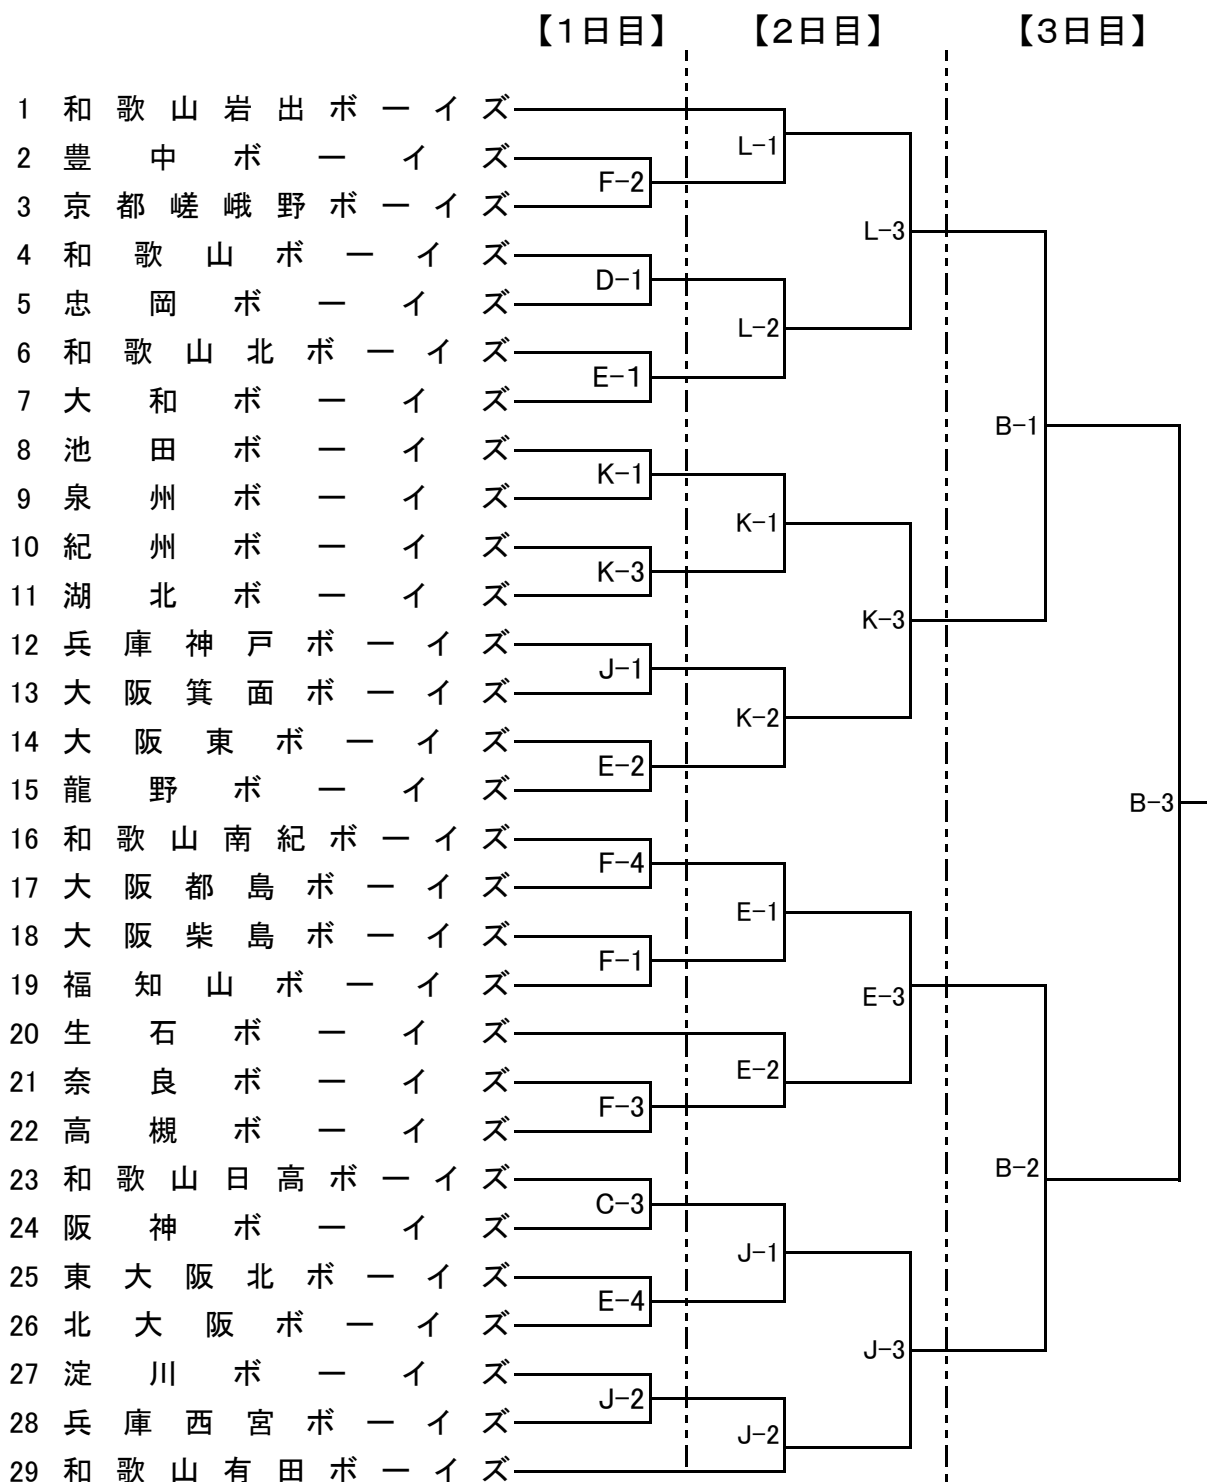 【1日目】 【2日目】 【3日目】
1 和歌山岩出ボーイズ
L-1
2 豊中ボーイズ
F-2
3 京都嵯峨野ボーイズ
L-3
4 和歌山ボーイズ
D-1
5 忠岡ボーイズ
L-2
6 和歌山北ボーイズ
E-1
7 大和ボーイズ
B-1
8 池田ボーイズ
K-1
9 泉州ボーイズ
K-1
10 紀州ボーイズ
K-3
11 湖北ボーイズ
K-3
12 兵庫神戸ボーイズ
J-1
13 大阪箕面ボーイズ
K-2
14 大阪東ボーイズ
E-2
15 龍野ボーイズ
B-3
16 和歌山南紀ボーイズ
F-4
17 大阪都島ボーイズ
E-1
18 大阪柴島ボーイズ
F-1
19 福知山ボーイズ
E-3
20 生石ボーイズ
E-2
21 奈良ボーイズ
F-3
22 高槻ボーイズ
B-2
23 和歌山日高ボーイズ
C-3
24 阪神ボーイズ
J-1
25 東大阪北ボーイズ
E-4
26 北大阪ボーイズ
J-3
27 淀川ボーイズ
J-2
28 兵庫西宮ボーイズ
J-2
29 和歌山有田ボーイズ